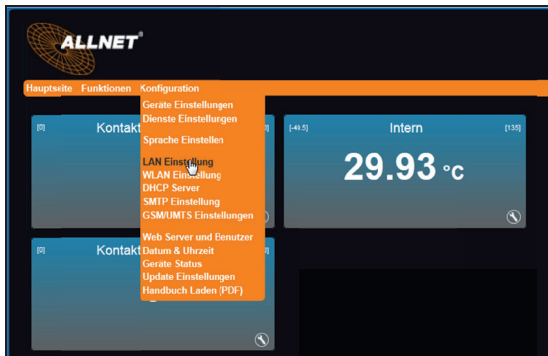 ALLNET®
Hauptseite Funktionen Konfiguration
Geräte Einstellungen
Dienste Einstellungen
Sprache Einstellen
LAN Einstellung
WLAN Einstellung
DHCP Server
SMTP Einstellung
GSM/UMTS Einstellungen
Web Server und Benutzer
Datum & Uhrzeit
Geräte Status
Update Einstellungen
Handbuch Laden (PDF)
[0] Kontakt
[-49.5] Intern [135]
29.93 °C
[0] Kontakt